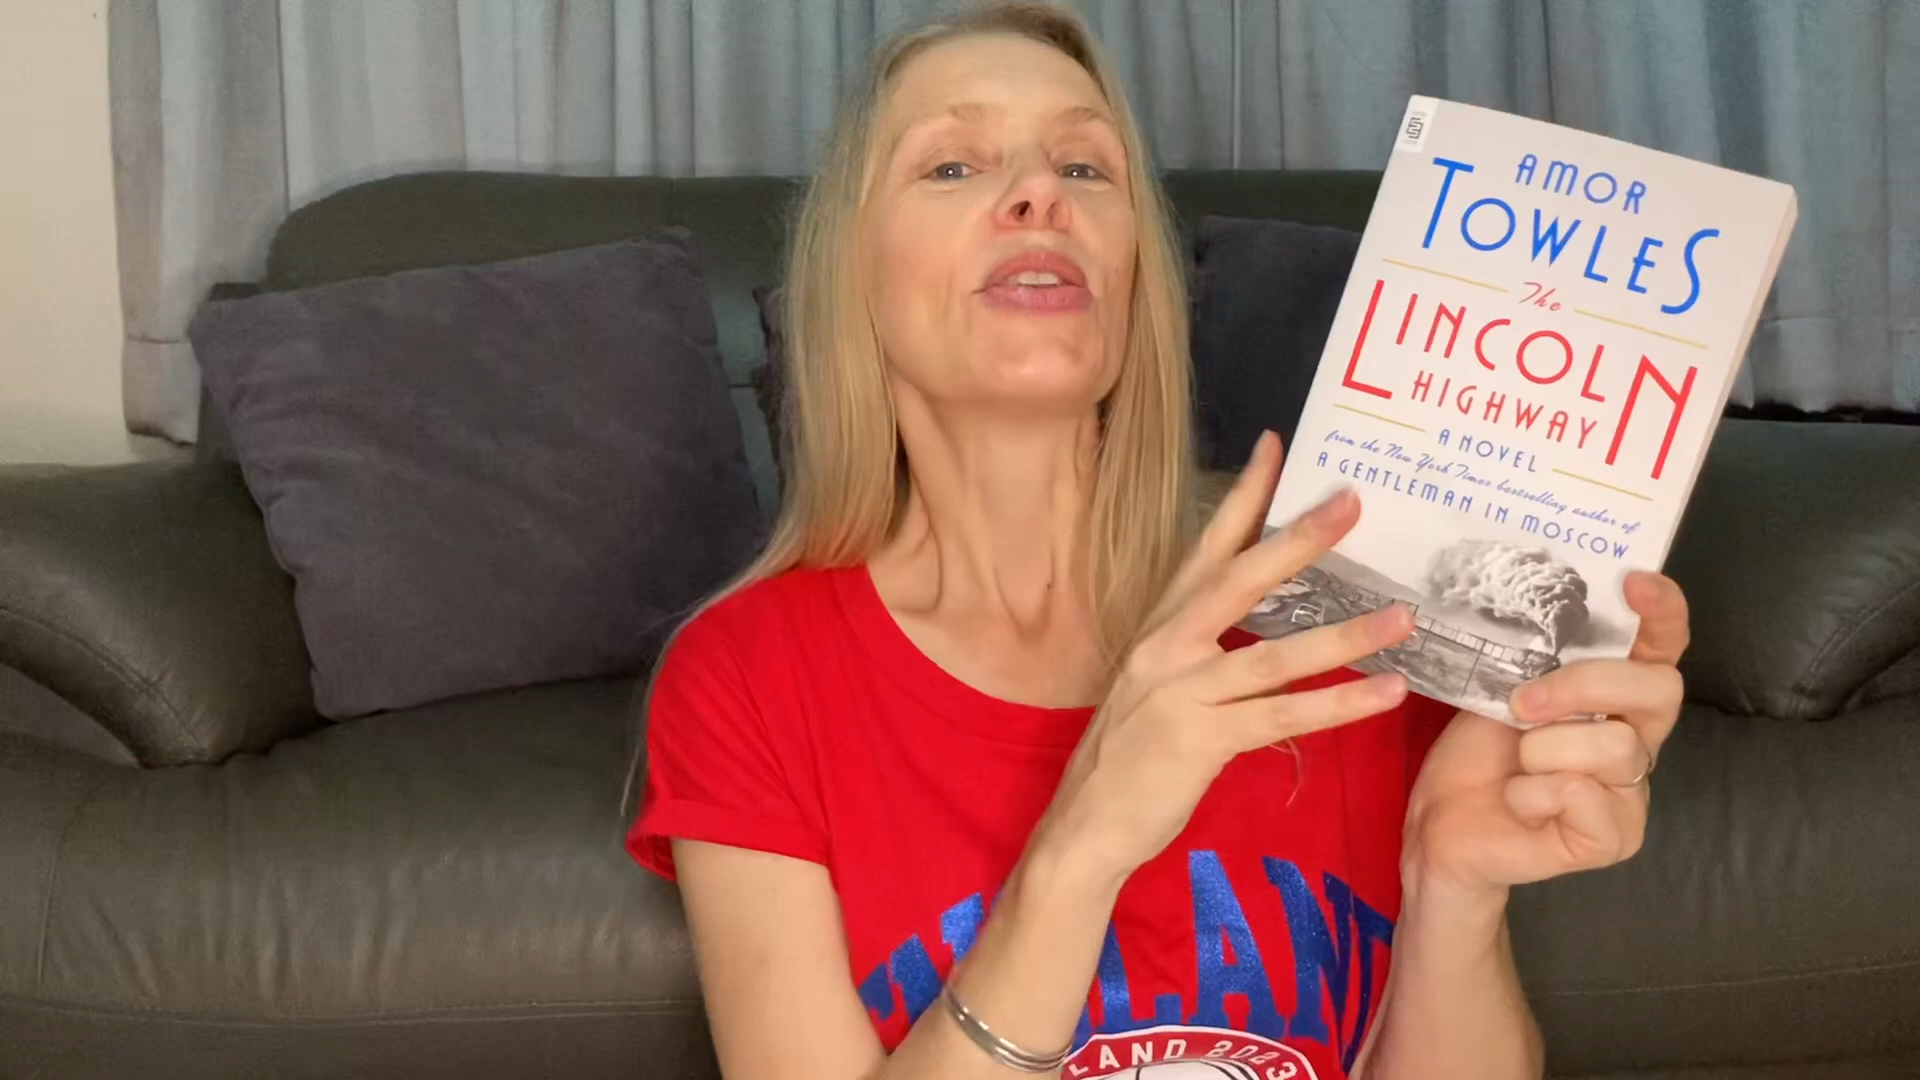 AMOR
TOWLES
The
LINCOLN
HIGHWAY
A NOVEL
from the New York Times bestselling author of
A GENTLEMAN IN MOSCOW
LAND 2023